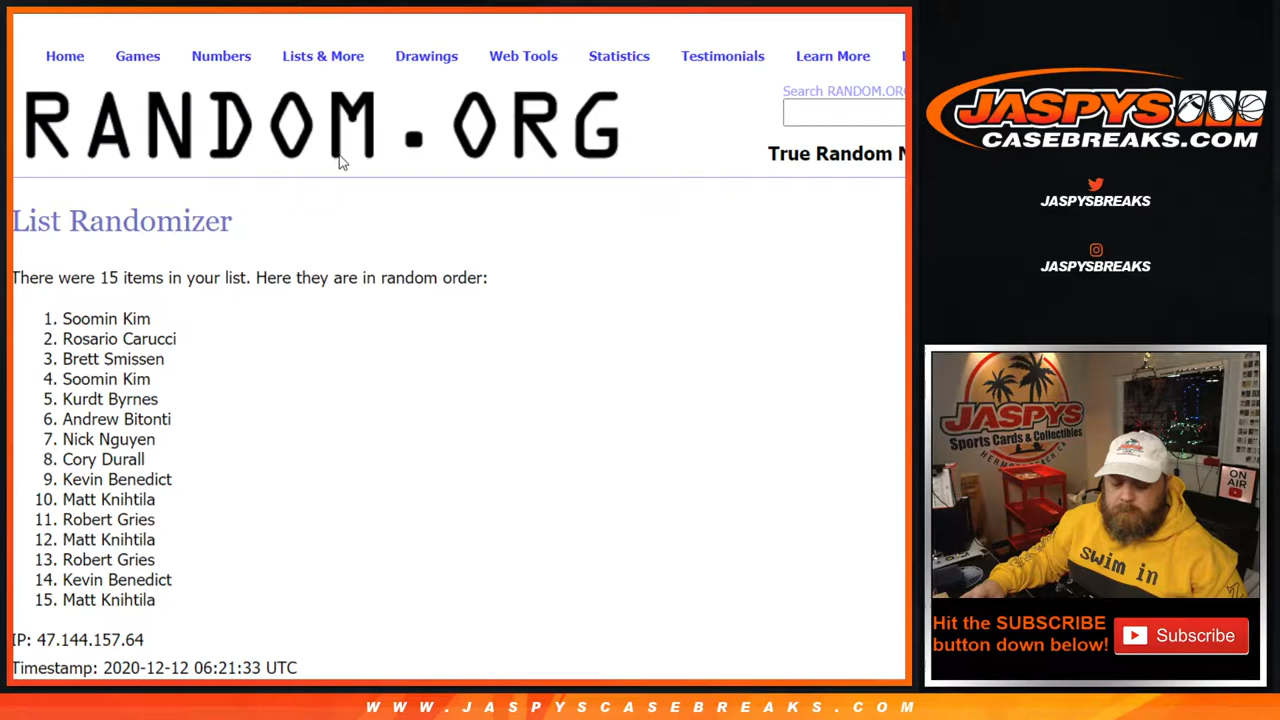 Home Games Numbers Lists & More Drawings Web Tools Statistics Testimonials Learn More
Search RANDOM.ORG
RANDOM.ORG
True Random N
List Randomizer
There were 15 items in your list. Here they are in random order:
1. Soomin Kim
2. Rosario Carucci
3. Brett Smissen
4. Soomin Kim
5. Kurdt Byrnes
6. Andrew Bitonti
7. Nick Nguyen
8. Cory Durall
9. Kevin Benedict
10. Matt Knihtila
11. Robert Gries
12. Matt Knihtila
13. Robert Gries
14. Kevin Benedict
15. Matt Knihtila
IP: 47.144.157.64
Timestamp: 2020-12-12 06:21:33 UTC
JASPYS
CASEBREAKS.COM
JASPYSBREAKS
JASPYSBREAKS
JASPYS
Sports Cards & Collectibles
HERMOSA BEACH, CA
ON AIR
swim in
Hit the SUBSCRIBE
button down below!
Subscribe
WWW.JASPYSCASEBREAKS.COM